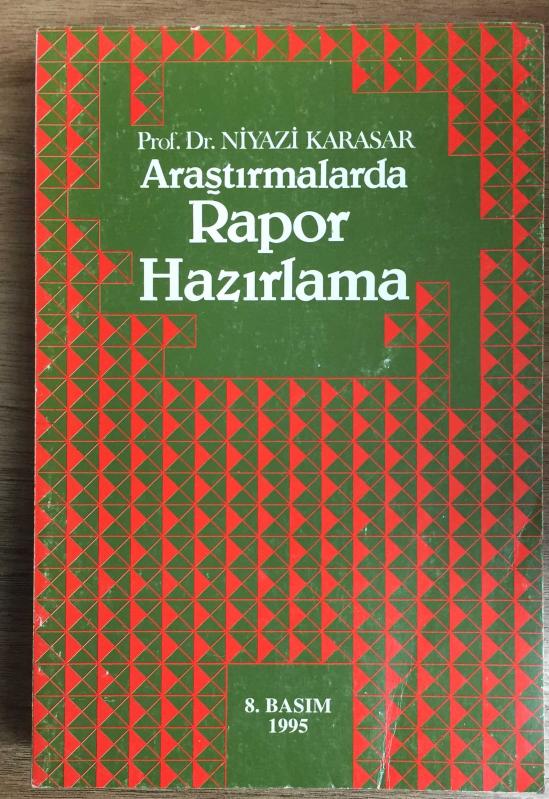 Prof. Dr. NİYAZİ KARASAR
Araştırmalarda
Rapor
Hazırlama
8. BASIM
1995